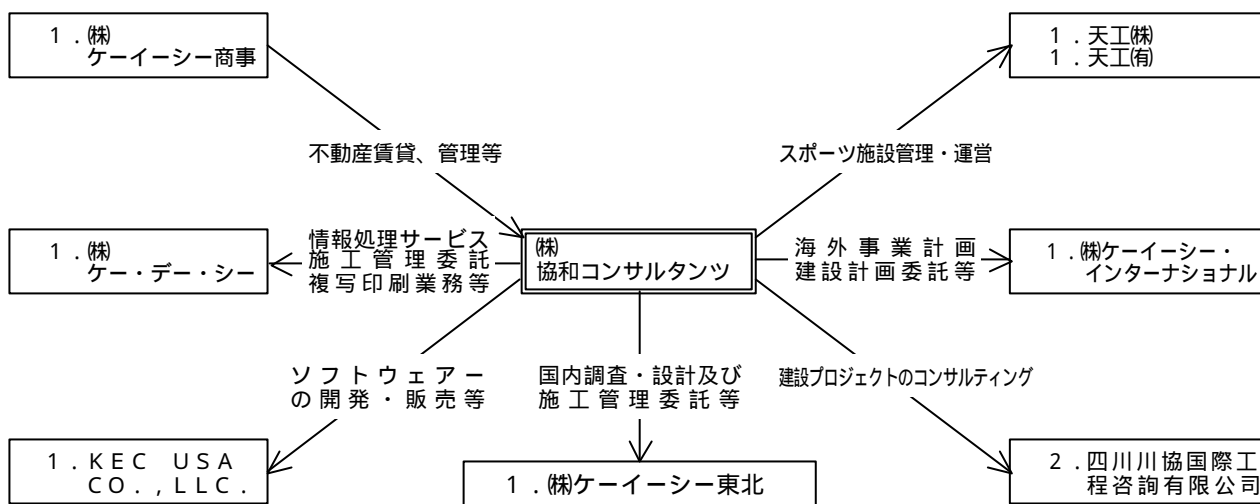 1．㈱
ケーイーシー商事
1．天工㈱
1．天工㈲
不動産賃貸、管理等
スポーツ施設管理・運営
1．㈱
ケー・デー・シー
情報処理サービス
施工管理委託
複写印刷業務等
㈱
協和コンサルタンツ
海外事業計画
建設計画委託等
1．㈱ケーイーシー・
インターナショナル
ソフトウェアー
の開発・販売等
国内調査・設計及び
施工管理委託等
建設プロジェクトのコンサルティング
1．KEC USA
CO.,LLC.
1．㈱ケーイーシー東北
2．四川川協国際工
程咨詢有限公司